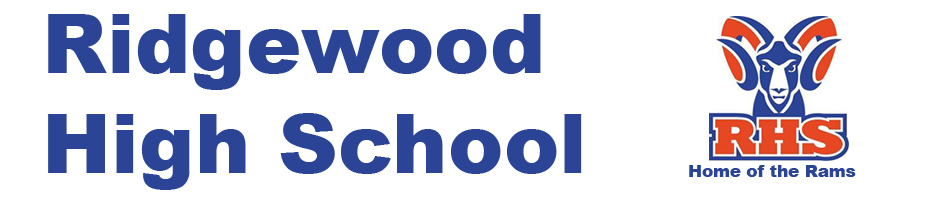 Ridgewood
High School
RHS
Home of the Rams